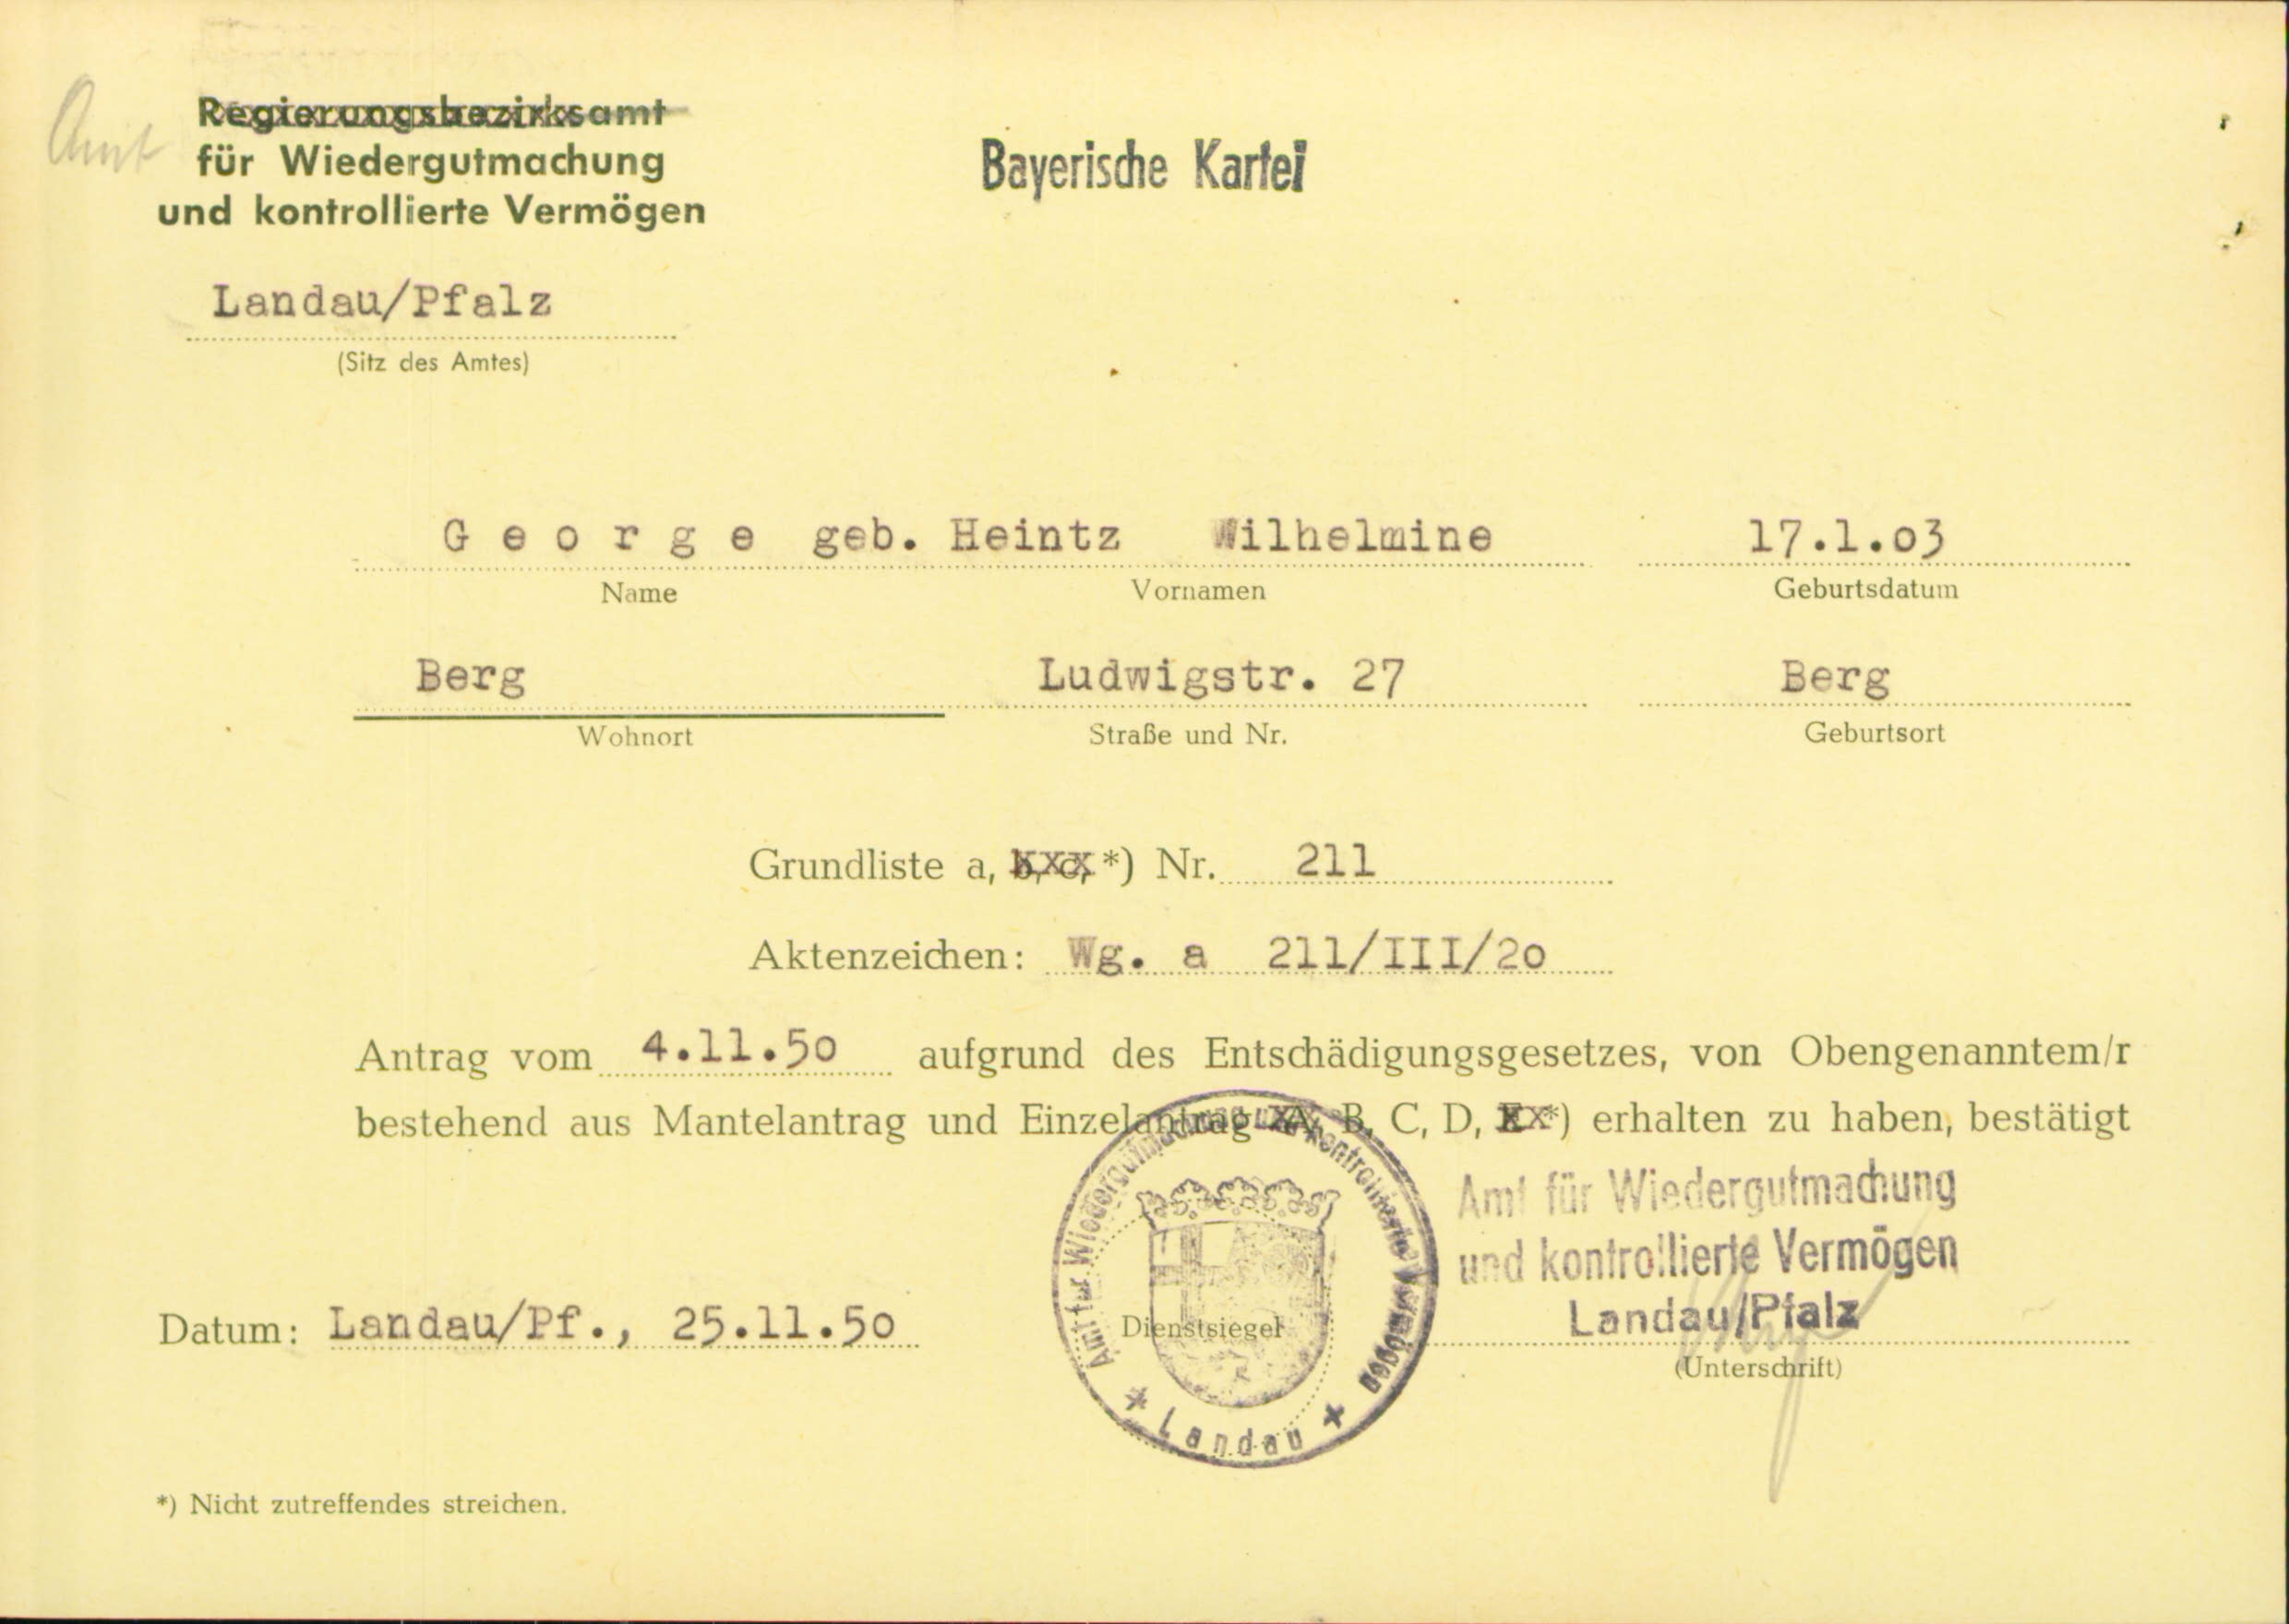 Amt
Regierungsbezirksamt
für Wiedergutmachung
und kontrollierte Vermögen
Bayerische Kartei
Landau/Pfalz
(Sitz des Amtes)
George geb. Heintz Wilhelmine 17.1.03
Name Vornamen Geburtsdatum
Berg Ludwigstr. 27 Berg
Wohnort Straße und Nr. Geburtsort
Grundliste a, b, c, *) Nr. 211
Aktenzeichen: Wg. a 211/III/20
Antrag vom 4.11.50 aufgrund des Entschädigungsgesetzes, von Obengenanntem/r
bestehend aus Mantelantrag und Einzelantrag A, B, C, D, E *) erhalten zu haben, bestätigt
Amt für Wiedergutmachung
und kontrollierte Vermögen
Landau/Pfalz
Datum: Landau/Pf., 25.11.50
Dienstsiegel
(Unterschrift)
Amt für Wiedergutmachung und kontrollierte Vermögen
* Landau *
*) Nicht zutreffendes streichen.